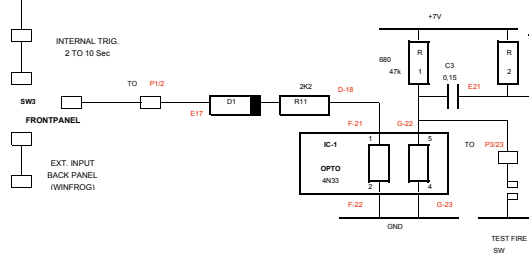 +7V
INTERNAL TRIG.
2 TO 10 Sec
680
47k
R
1
C3
0,15
R
2
TO P1/2
2K2
D-18
E21
SW3
D1
R11
E17
FRONTPANEL
F-21
G-22
1
5
IC-1
OPTO
4N33
2
4
TO P3/23
EXT. INPUT
BACK PANEL
(WINFROG)
F-22
G-23
GND
TEST FIRE
SW